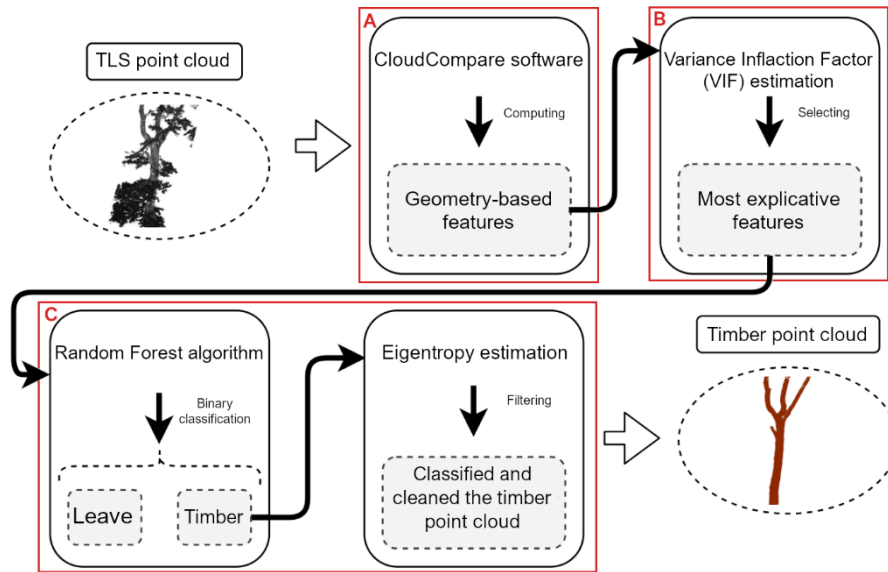 TLS point cloud
A
CloudCompare software
Computing
Geometry-based
features
B
Variance Inflaction Factor
(VIF) estimation
Selecting
Most explicative
features
C
Random Forest algorithm
Binary
classification
Leave
Timber
Eigentropy estimation
Filtering
Classified and
cleaned the timber
point cloud
Timber point cloud